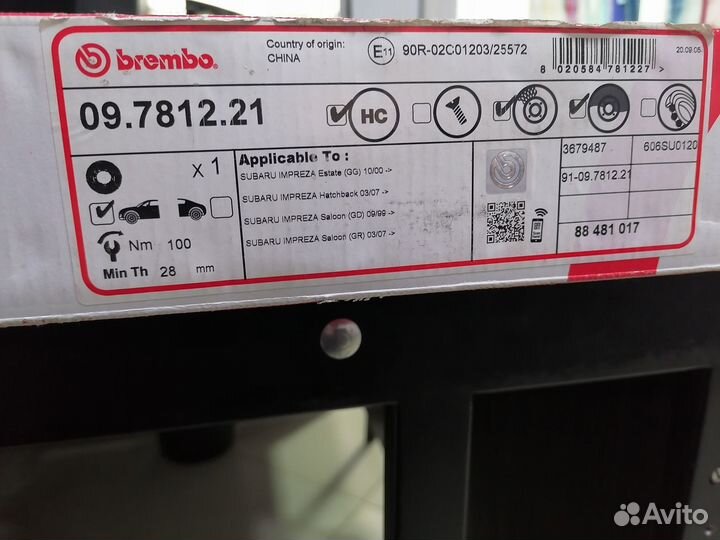 brembo
Country of origin:
CHINA
E11 90R-02C01203/25572
8 020584 781227 >
20.09.05
09.7812.21
HC
x 1
Applicable To :
SUBARU IMPREZA Estate (GG) 10/00 ->
SUBARU IMPREZA Hatchback 03/07 ->
SUBARU IMPREZA Saloon (GD) 09/99 ->
SUBARU IMPREZA Saloon (GR) 03/07 ->
3679487 606SU0120
91-09.7812.21
88 481 017
Nm 100
Min Th 28 mm
Avito